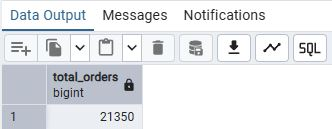 Data Output Messages Notifications
SQL
total_orders
bigint
1 21350